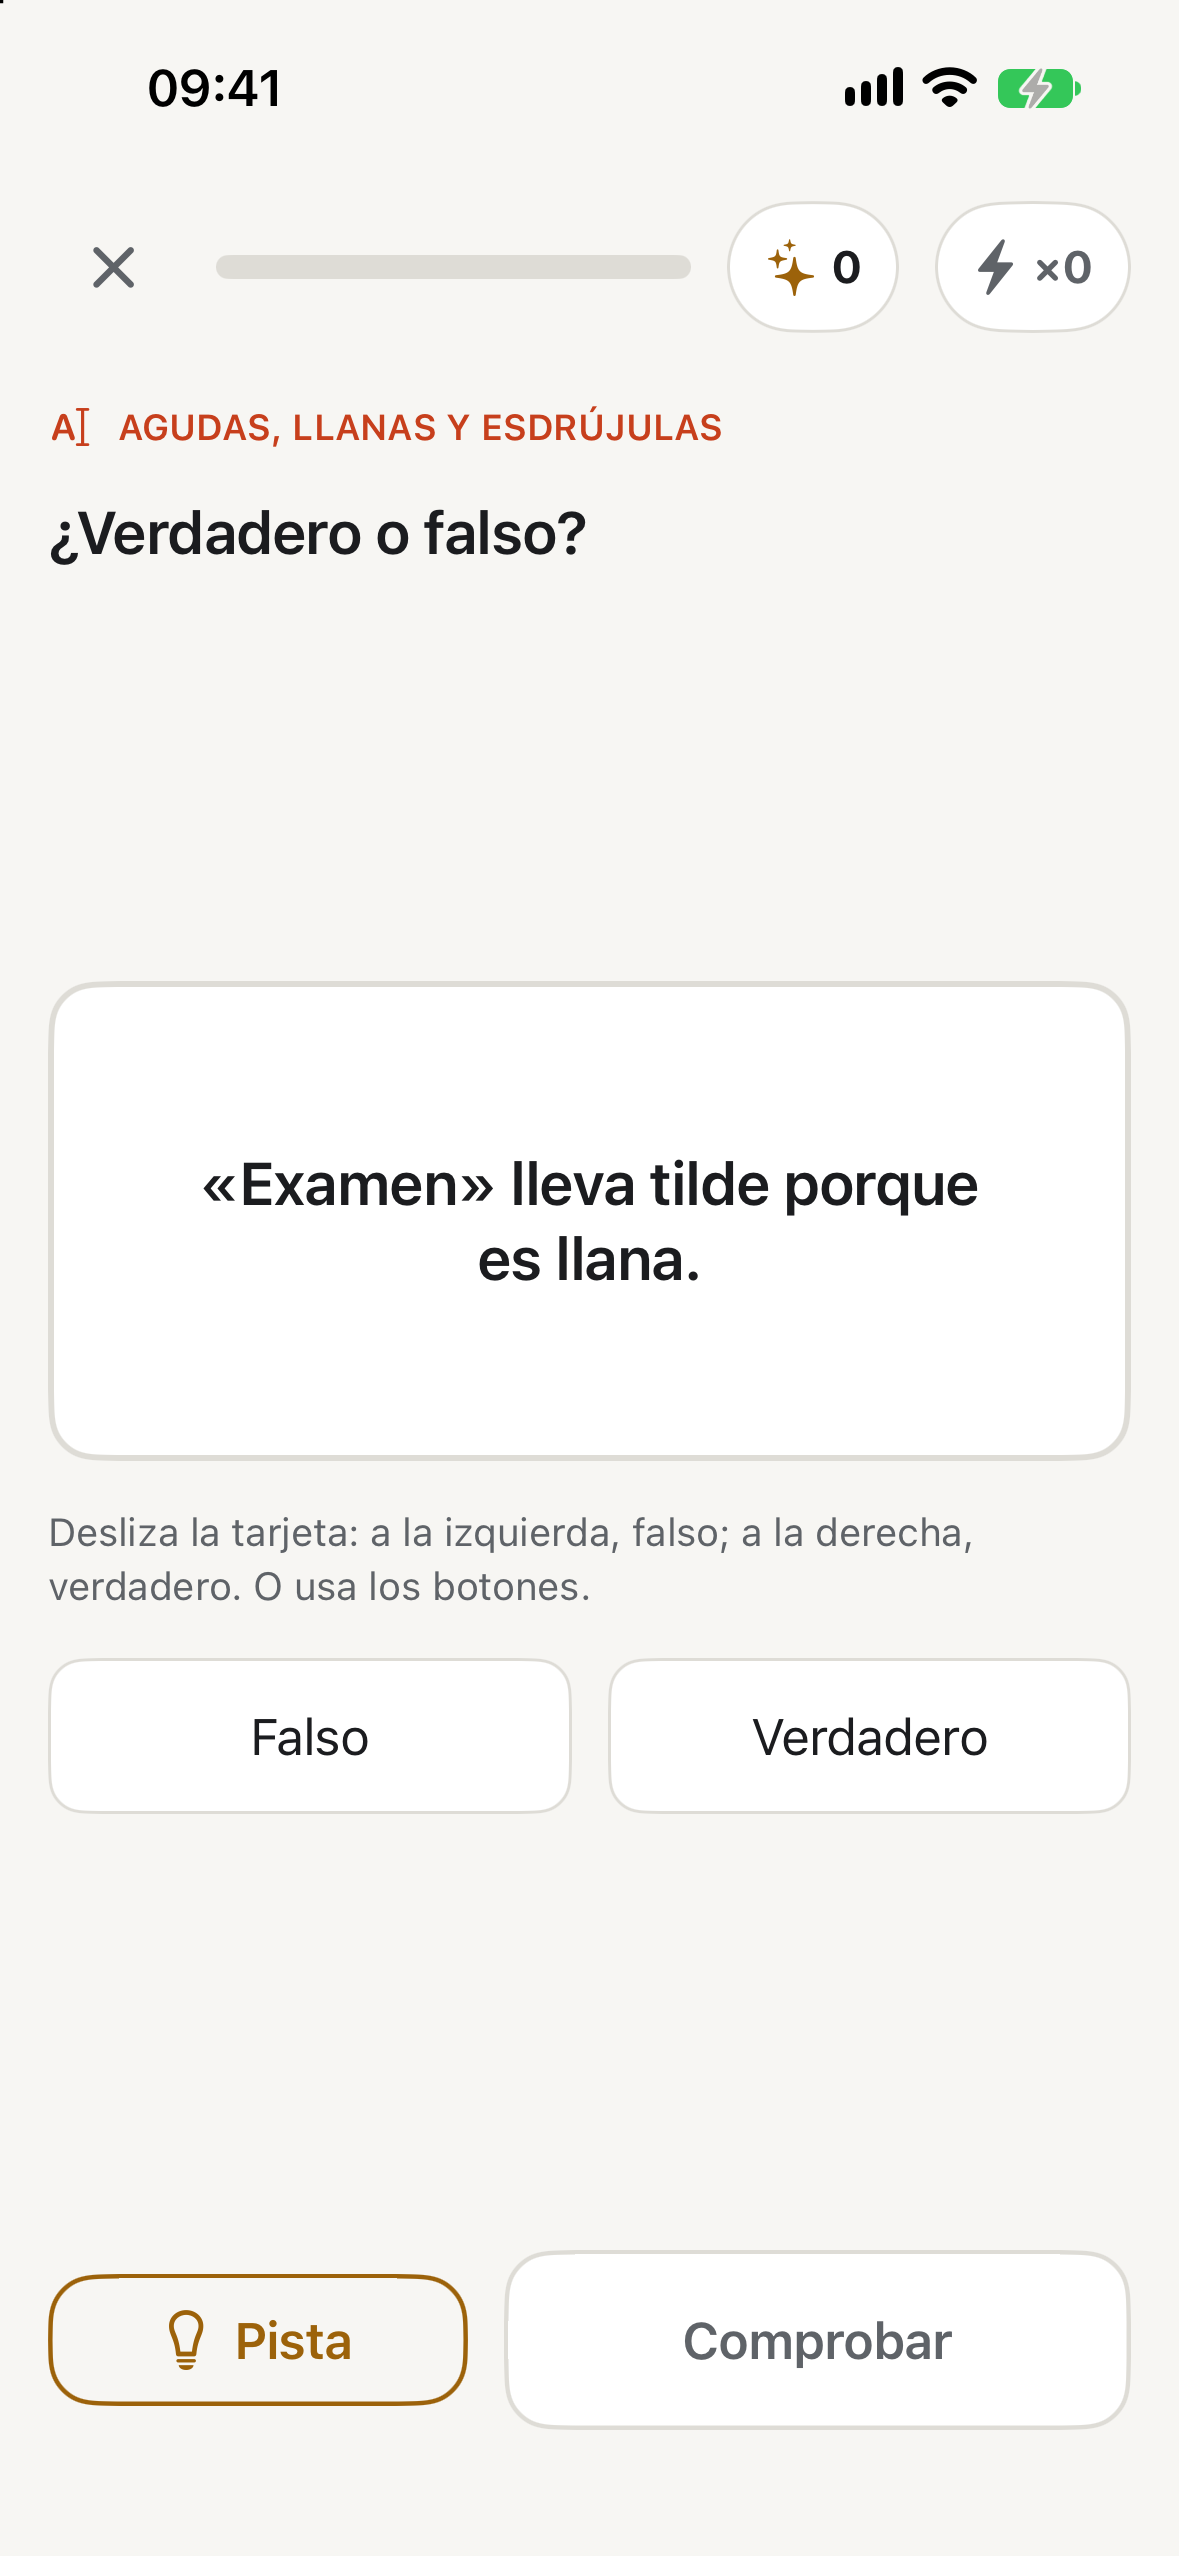 09:41
0
×0
AGUDAS, LLANAS Y ESDRÚJULAS
¿Verdadero o falso?
«Examen» lleva tilde porque
es llana.
Desliza la tarjeta: a la izquierda, falso; a la derecha,
verdadero. O usa los botones.
Falso
Verdadero
Pista
Comprobar